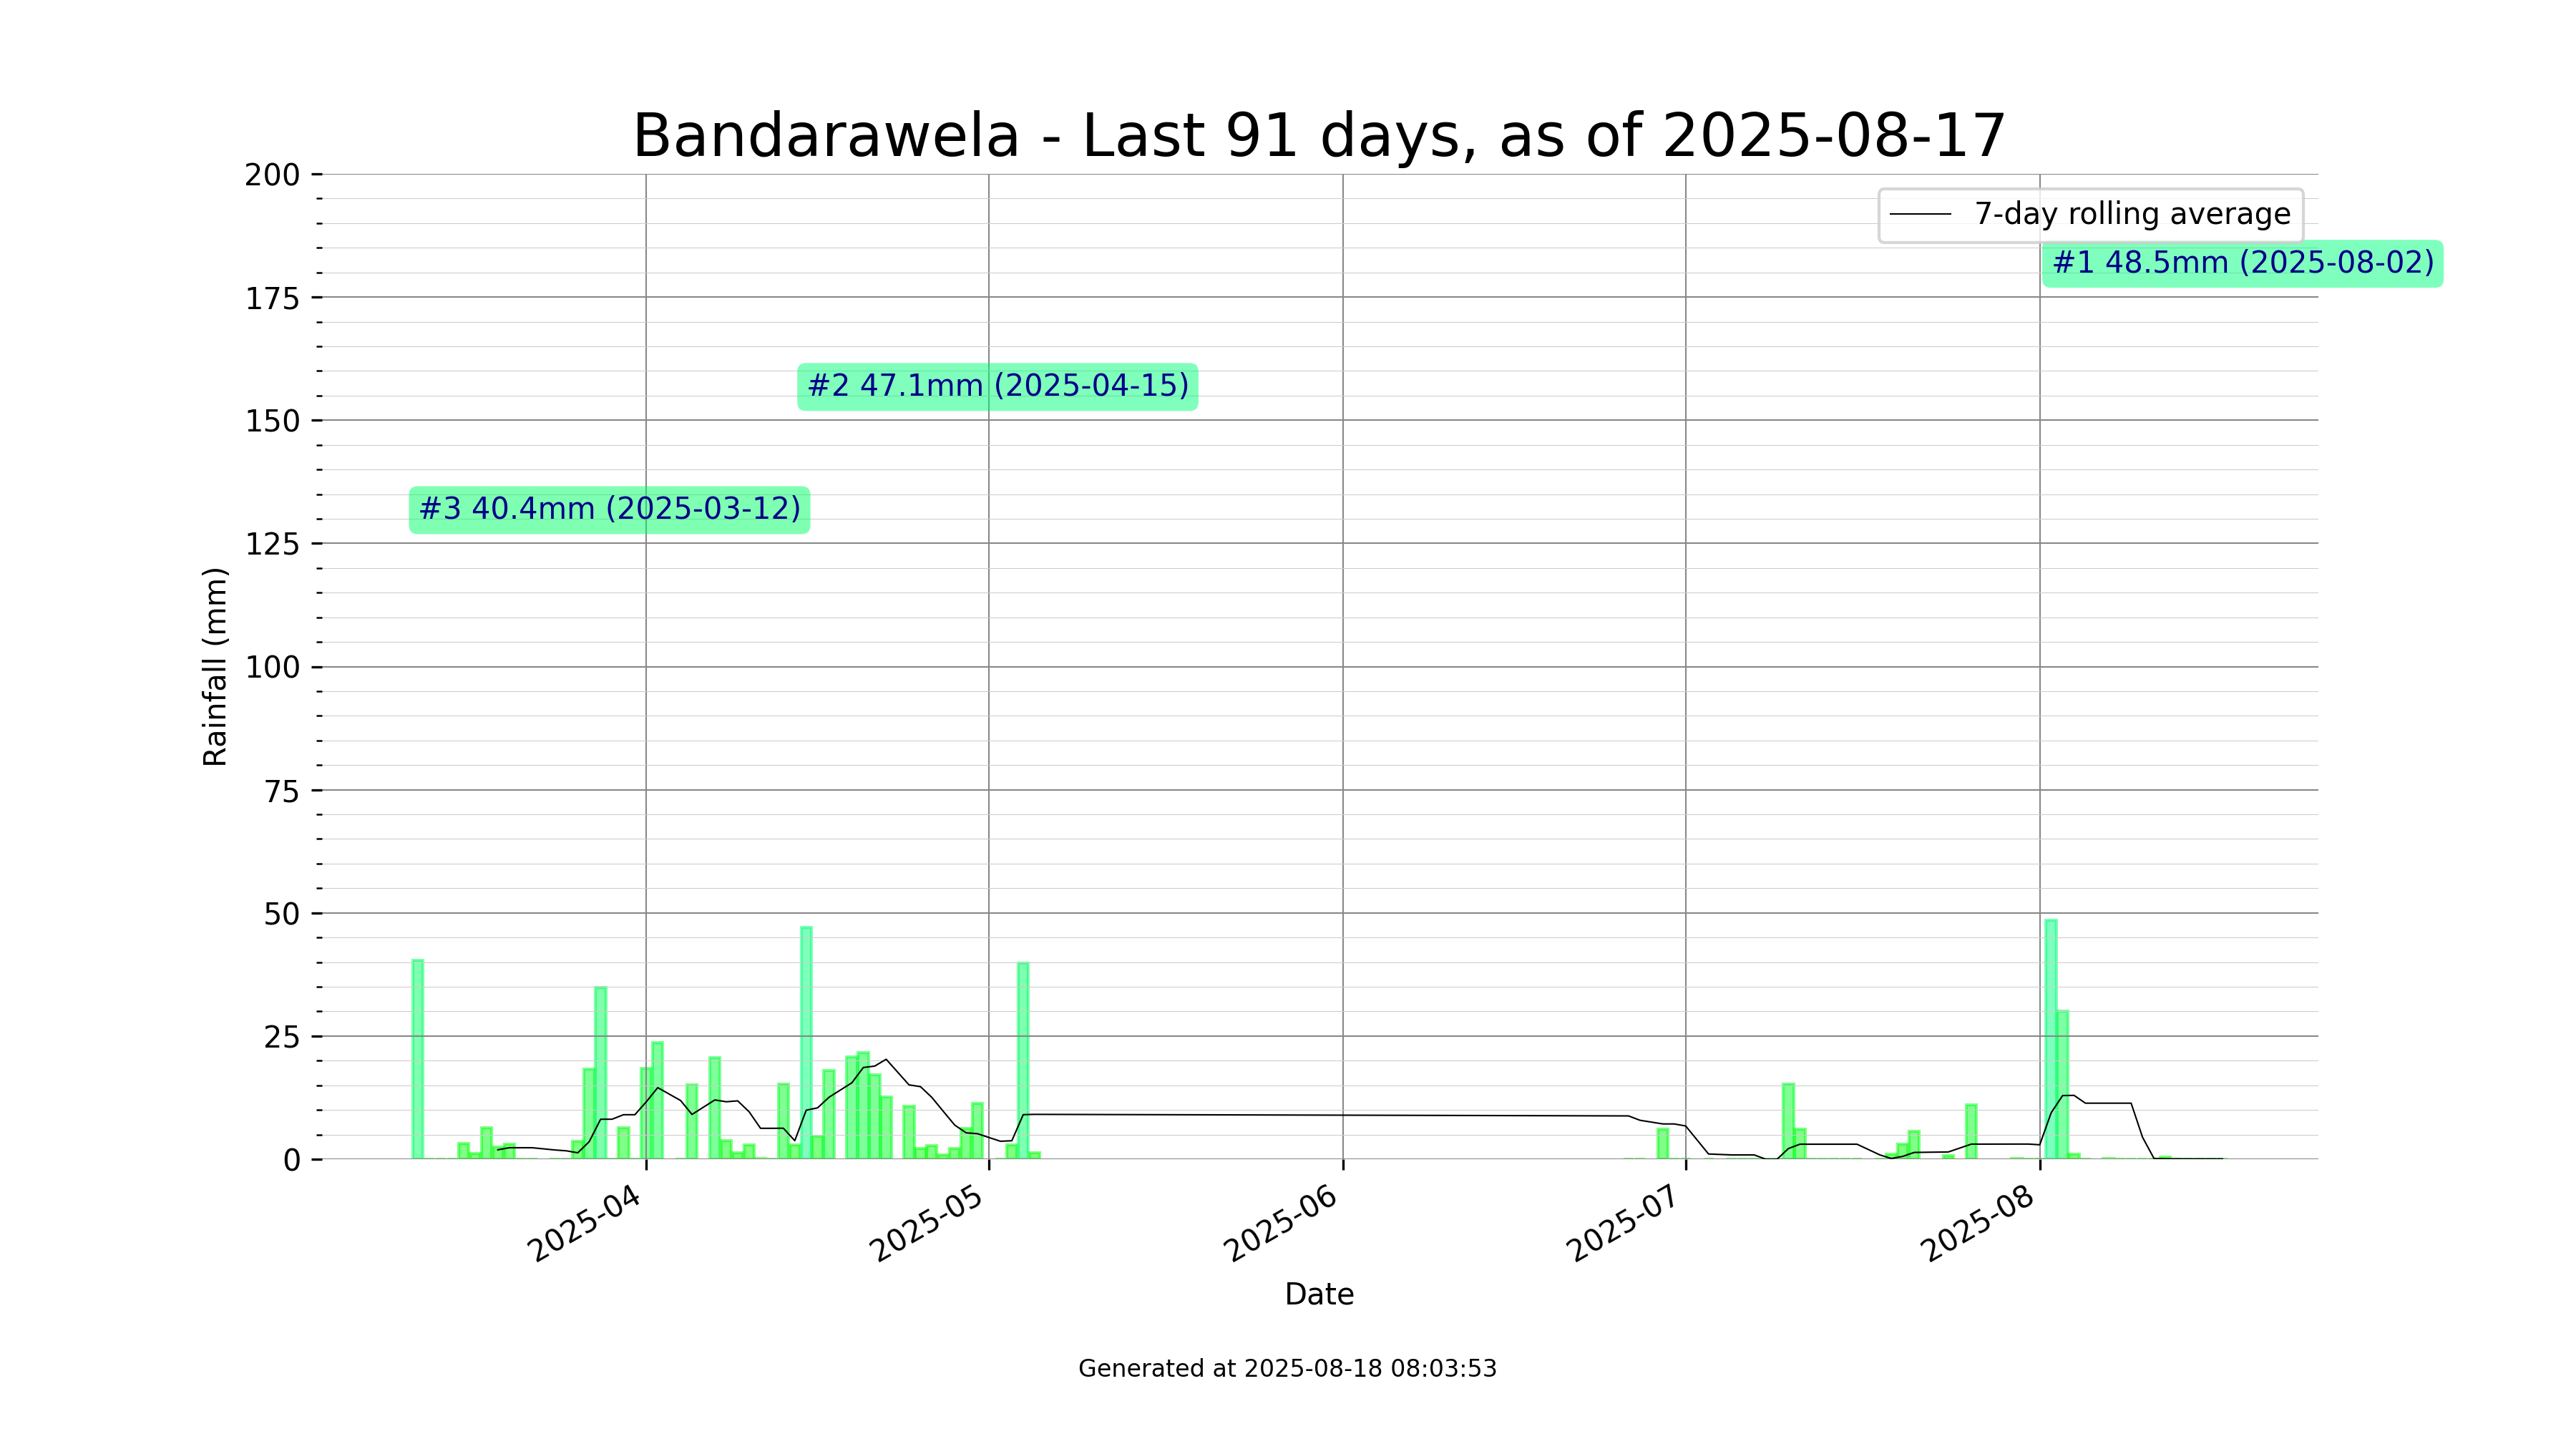 Bandarawela - Last 91 days, as of 2025-08-17
200
175
150
125
100
75
50
25
0
Rainfall (mm)
7-day rolling average
#1 48.5mm (2025-08-02)
#2 47.1mm (2025-04-15)
#3 40.4mm (2025-03-12)
2025-04
2025-05
2025-06
2025-07
2025-08
Date
Generated at 2025-08-18 08:03:53